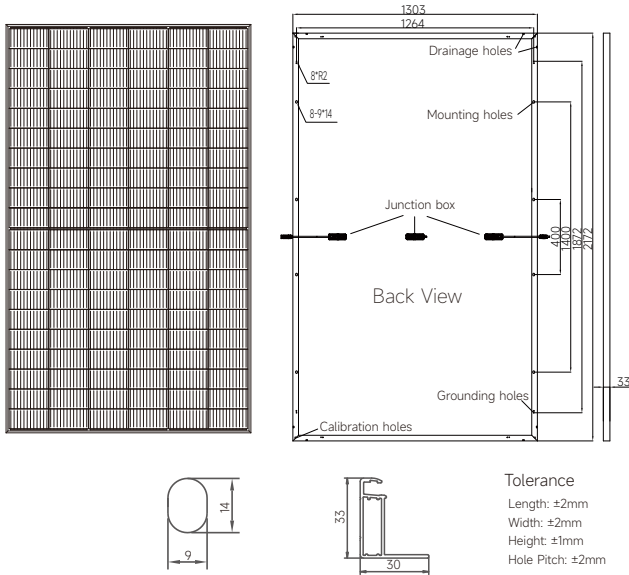 1303
1264
Drainage holes
8*R2
8-9*14
Mounting holes
Junction box
400
1400
1872
2172
Back View
33
Grounding holes
Calibration holes
14
9
33
30
Tolerance
Length: ±2mm
Width: ±2mm
Height: ±1mm
Hole Pitch: ±2mm